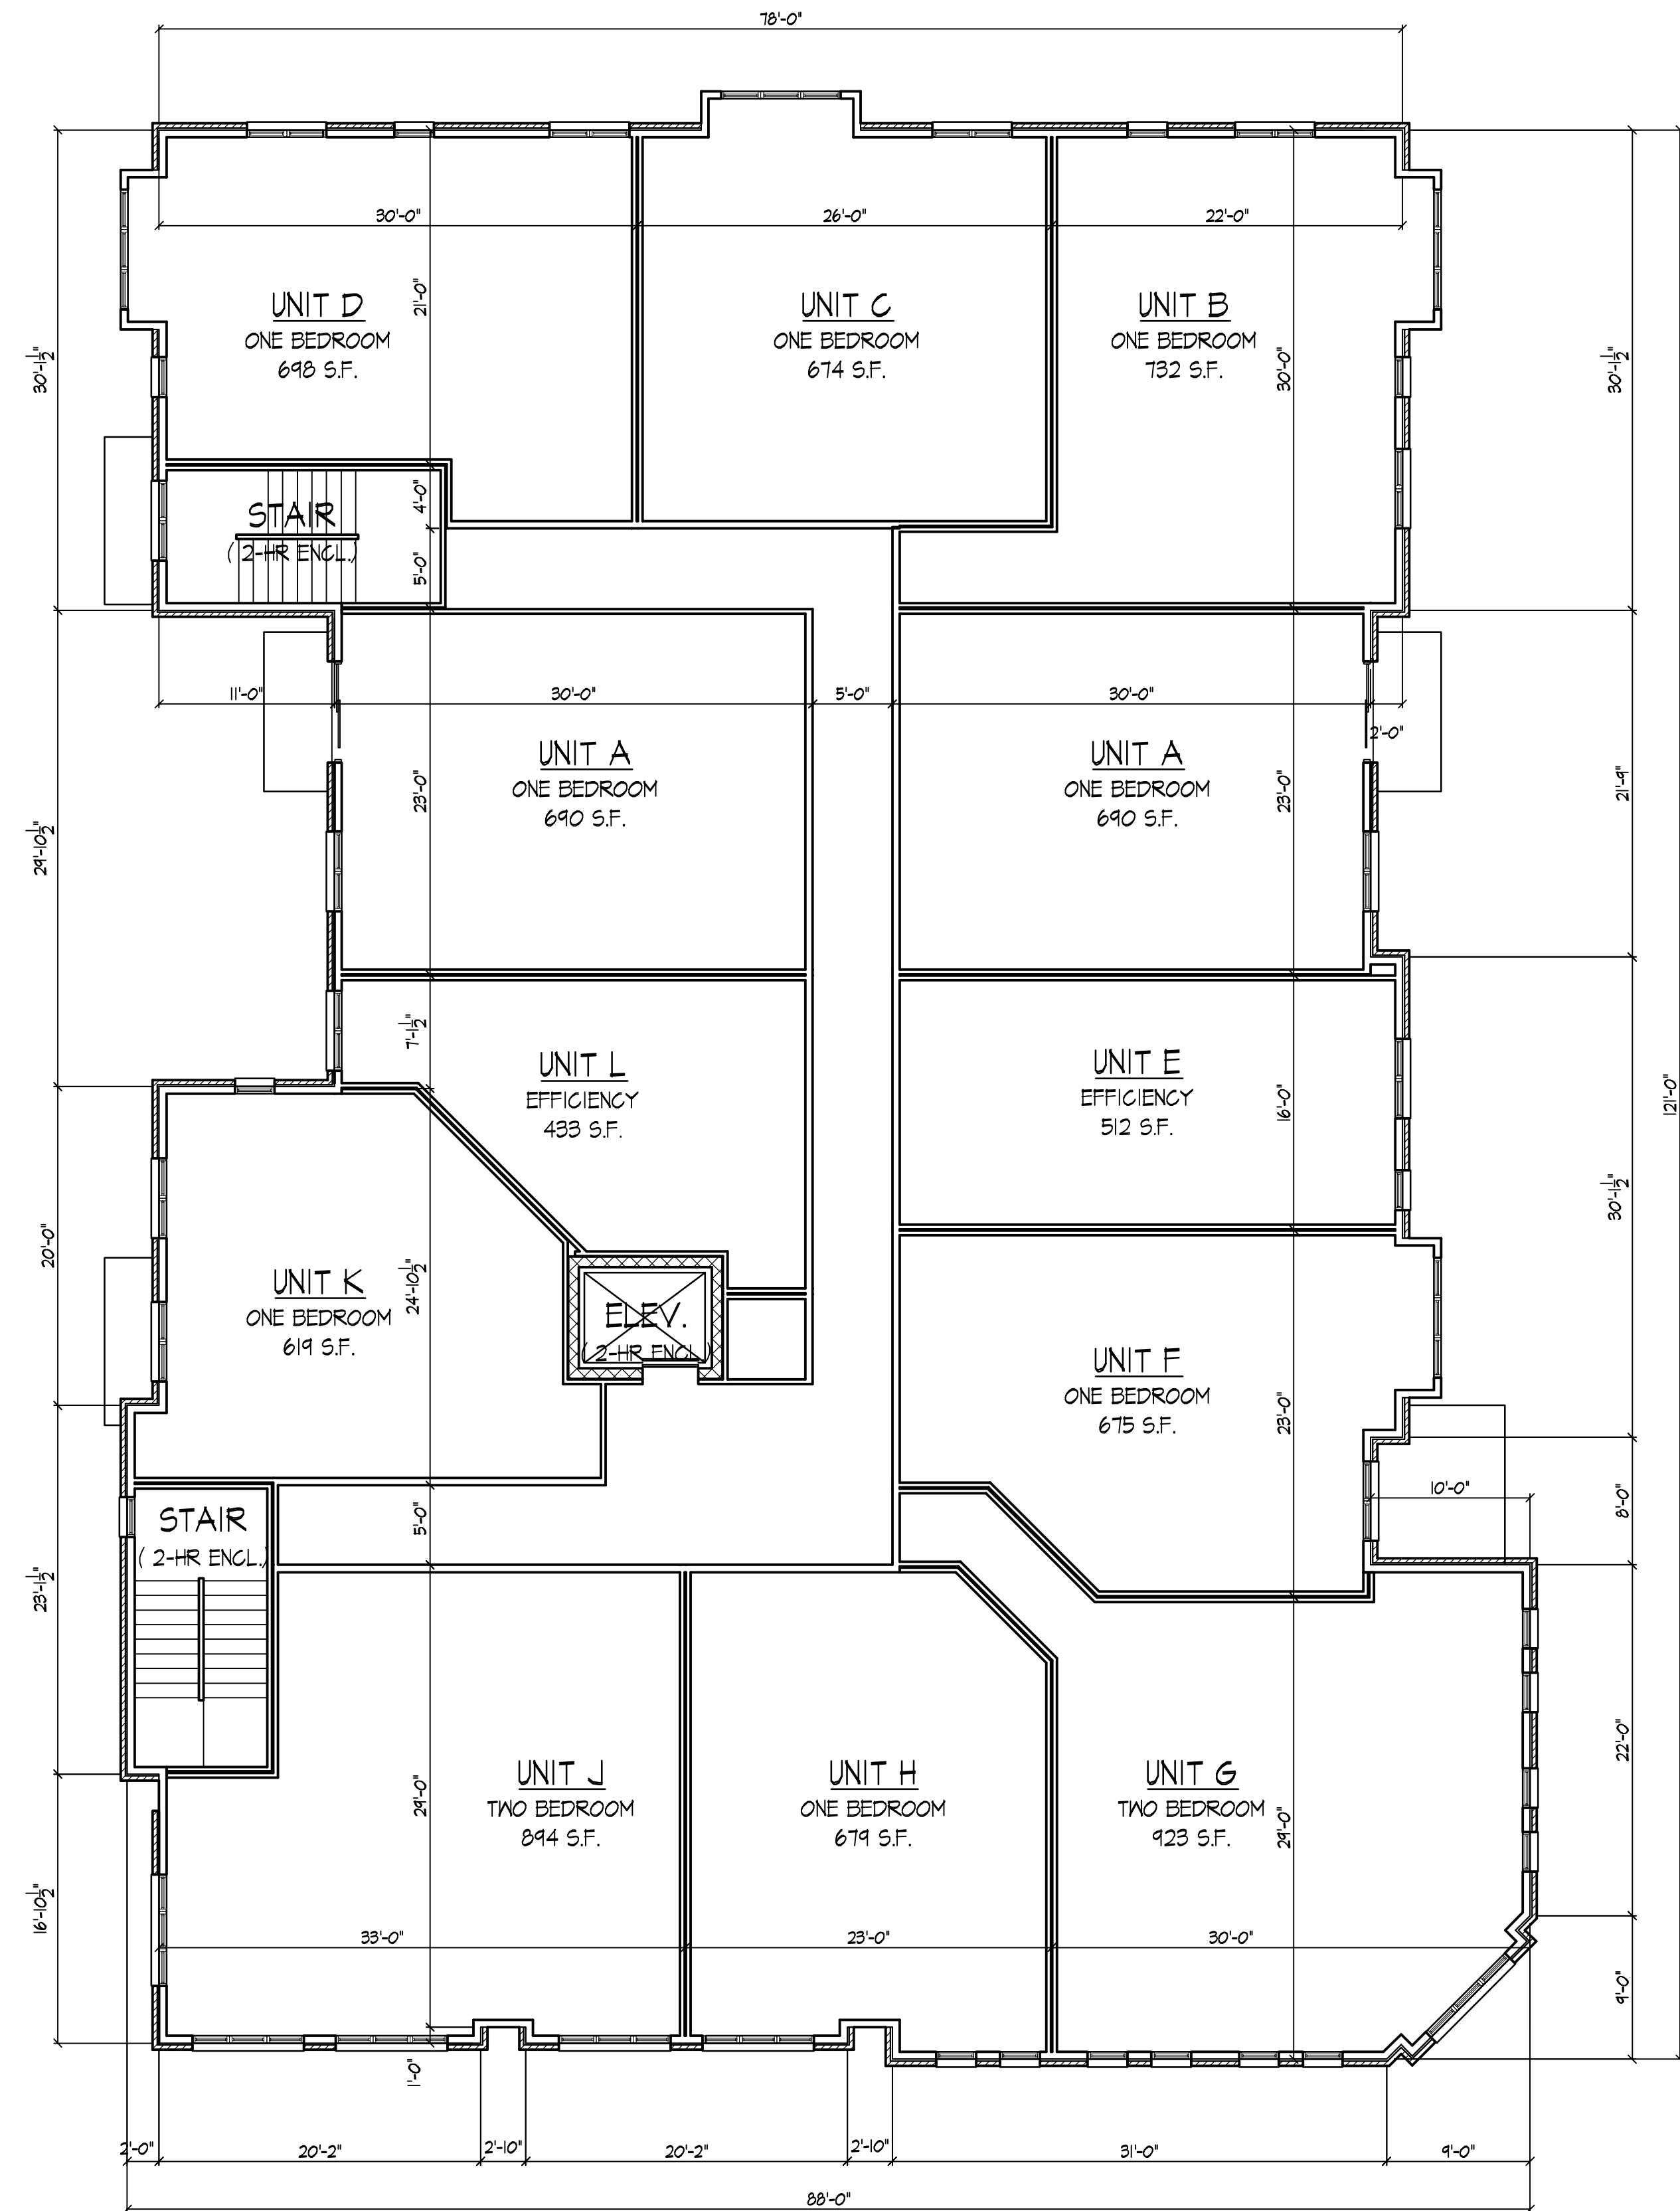 78'-0"
30'-0"
26'-0"
22'-0"
21'-0"
UNIT D
ONE BEDROOM
698 S.F.
UNIT C
ONE BEDROOM
674 S.F.
UNIT B
ONE BEDROOM
732 S.F.
30'-1½"
30'-0"
30'-1½"
4'-0"
STAIR
( 2-HR ENCL.)
5'-0"
11'-0"
30'-0"
5'-0"
30'-0"
2'-0"
UNIT A
ONE BEDROOM
690 S.F.
UNIT A
ONE BEDROOM
690 S.F.
29'-10½"
23'-0"
23'-0"
21'-9"
7'-1½"
UNIT L
EFFICIENCY
433 S.F.
UNIT E
EFFICIENCY
512 S.F.
16'-0"
121'-0"
30'-1½"
20'-0"
24'-10½"
UNIT K
ONE BEDROOM
619 S.F.
ELEV.
( 2-HR ENCL.)
UNIT F
ONE BEDROOM
675 S.F.
23'-0"
10'-0"
8'-0"
STAIR
( 2-HR ENCL.)
5'-0"
23'-1½"
22'-0"
UNIT J
TWO BEDROOM
894 S.F.
UNIT H
ONE BEDROOM
679 S.F.
UNIT G
TWO BEDROOM
923 S.F.
29'-0"
29'-0"
16'-10½"
33'-0"
23'-0"
30'-0"
9'-0"
1'-0"
2'-0"
20'-2"
2'-10"
20'-2"
2'-10"
31'-0"
9'-0"
88'-0"